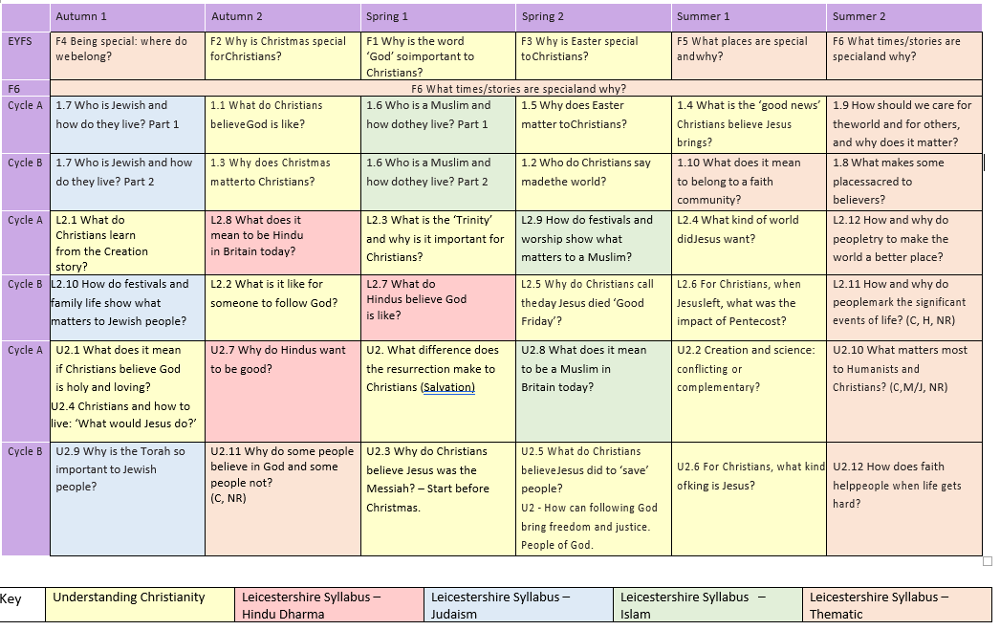 Autumn 1
Autumn 2
Spring 1
Spring 2
Summer 1
Summer 2
EYFS
F4 Being special: where do
webelong?
F2 Why is Christmas special
forChristians?
F1 Why is the word
‘God’ soimportant to
Christians?
F3 Why is Easter special
toChristians?
F5 What places are special
andwhy?
F6 What times/stories are
specialand why?
F6
F6 What times/stories are specialand why?
Cycle A
1.7 Who is Jewish and
how do they live? Part 1
1.1 What do Christians
believeGod is like?
1.6 Who is a Muslim and
how dothey live? Part 1
1.5 Why does Easter
matter toChristians?
1.4 What is the ‘good news’
Christians believe Jesus
brings?
1.9 How should we care for
theworld and for others,
and why does it matter?
Cycle B
1.7 Who is Jewish and how
do they live? Part 2
1.3 Why does Christmas
matterto Christians?
1.6 Who is a Muslim and
how dothey live? Part 2
1.2 Who do Christians say
madethe world?
1.10 What does it mean
to belong to a faith
community?
1.8 What makes some
placessacred to
believers?
Cycle A
L2.1 What do
Christians learn
from the Creation
story?
L2.8 What does it
mean to be Hindu
in Britain today?
L2.3 What is the ‘Trinity’
and why is it important for
Christians?
L2.9 How do festivals and
worship show what
matters to a Muslim?
L2.4 What kind of world
didJesus want?
L2.12 How and why do
peopletry to make the
world a better place?
Cycle B
L2.10 How do festivals and
family life show what
matters to Jewish people?
L2.2 What is it like for
someone to follow God?
L2.7 What do
Hindus believe God
is like?
L2.5 Why do Christians call
theday Jesus died ‘Good
Friday’?
L2.6 For Christians, when
Jesusleft, what was the
impact of Pentecost?
L2.11 How and why do
peoplemark the significant
events of life? (C, H, NR)
Cycle A
U2.1 What does it mean
if Christians believe God
is holy and loving?
U2.4 Christians and how to
live: ‘What would Jesus do?’
U2.7 Why do Hindus want
to be good?
U2. What difference does
the resurrection make to
Christians (Salvation)
U2.8 What does it mean
to be a Muslim in
Britain today?
U2.2 Creation and science:
conflicting or
complementary?
U2.10 What matters most
to Humanists and
Christians? (C,M/J, NR)
Cycle B
U2.9 Why is the Torah so
important to Jewish
people?
U2.11 Why do some people
believe in God and some
people not?
(C, NR)
U2.3 Why do Christians
believe Jesus was the
Messiah? – Start before
Christmas.
U2.5 What do Christians
believeJesus did to ‘save’
people?
U2 - How can following God
bring freedom and justice.
People of God.
U2.6 For Christians, what kind
ofking is Jesus?
U2.12 How does faith
helppeople when life gets
hard?
Key
Understanding Christianity
Leicestershire Syllabus –
Hindu Dharma
Leicestershire Syllabus –
Judaism
Leicestershire Syllabus –
Islam
Leicestershire Syllabus –
Thematic